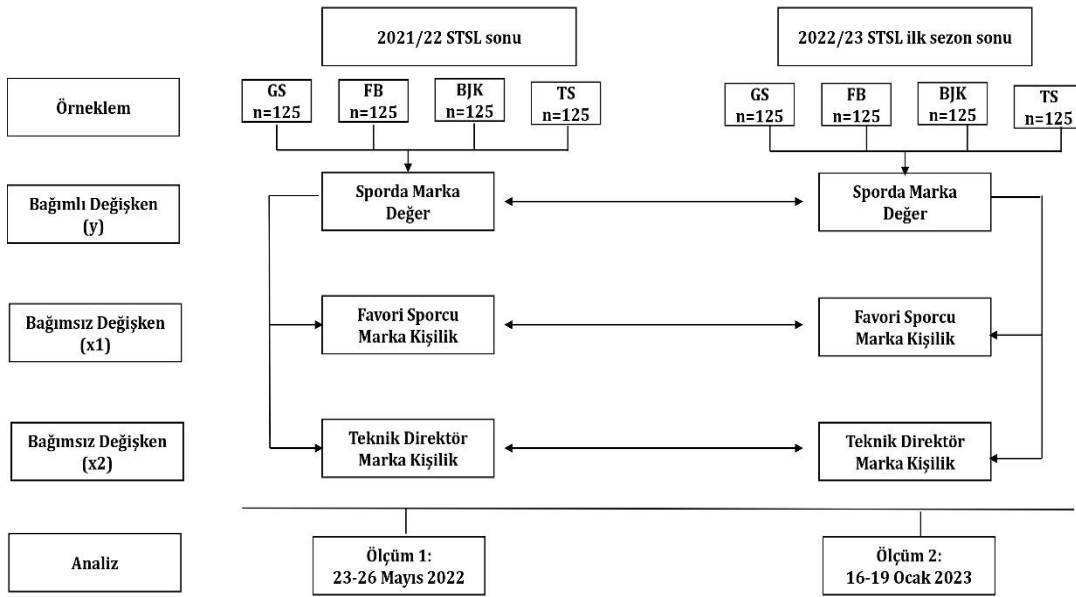 2021/22 STSL sonu
2022/23 STSL ilk sezon sonu
Örneklem
GS
n=125
FB
n=125
BJK
n=125
TS
n=125
GS
n=125
FB
n=125
BJK
n=125
TS
n=125
Bağımlı Değişken
(y)
Sporda Marka
Değer
Sporda Marka
Değer
Bağımsız Değişken
(x1)
Favori Sporcu
Marka Kişilik
Favori Sporcu
Marka Kişilik
Bağımsız Değişken
(x2)
Teknik Direktör
Marka Kişilik
Teknik Direktör
Marka Kişilik
Analiz
Ölçüm 1:
23-26 Mayıs 2022
Ölçüm 2:
16-19 Ocak 2023